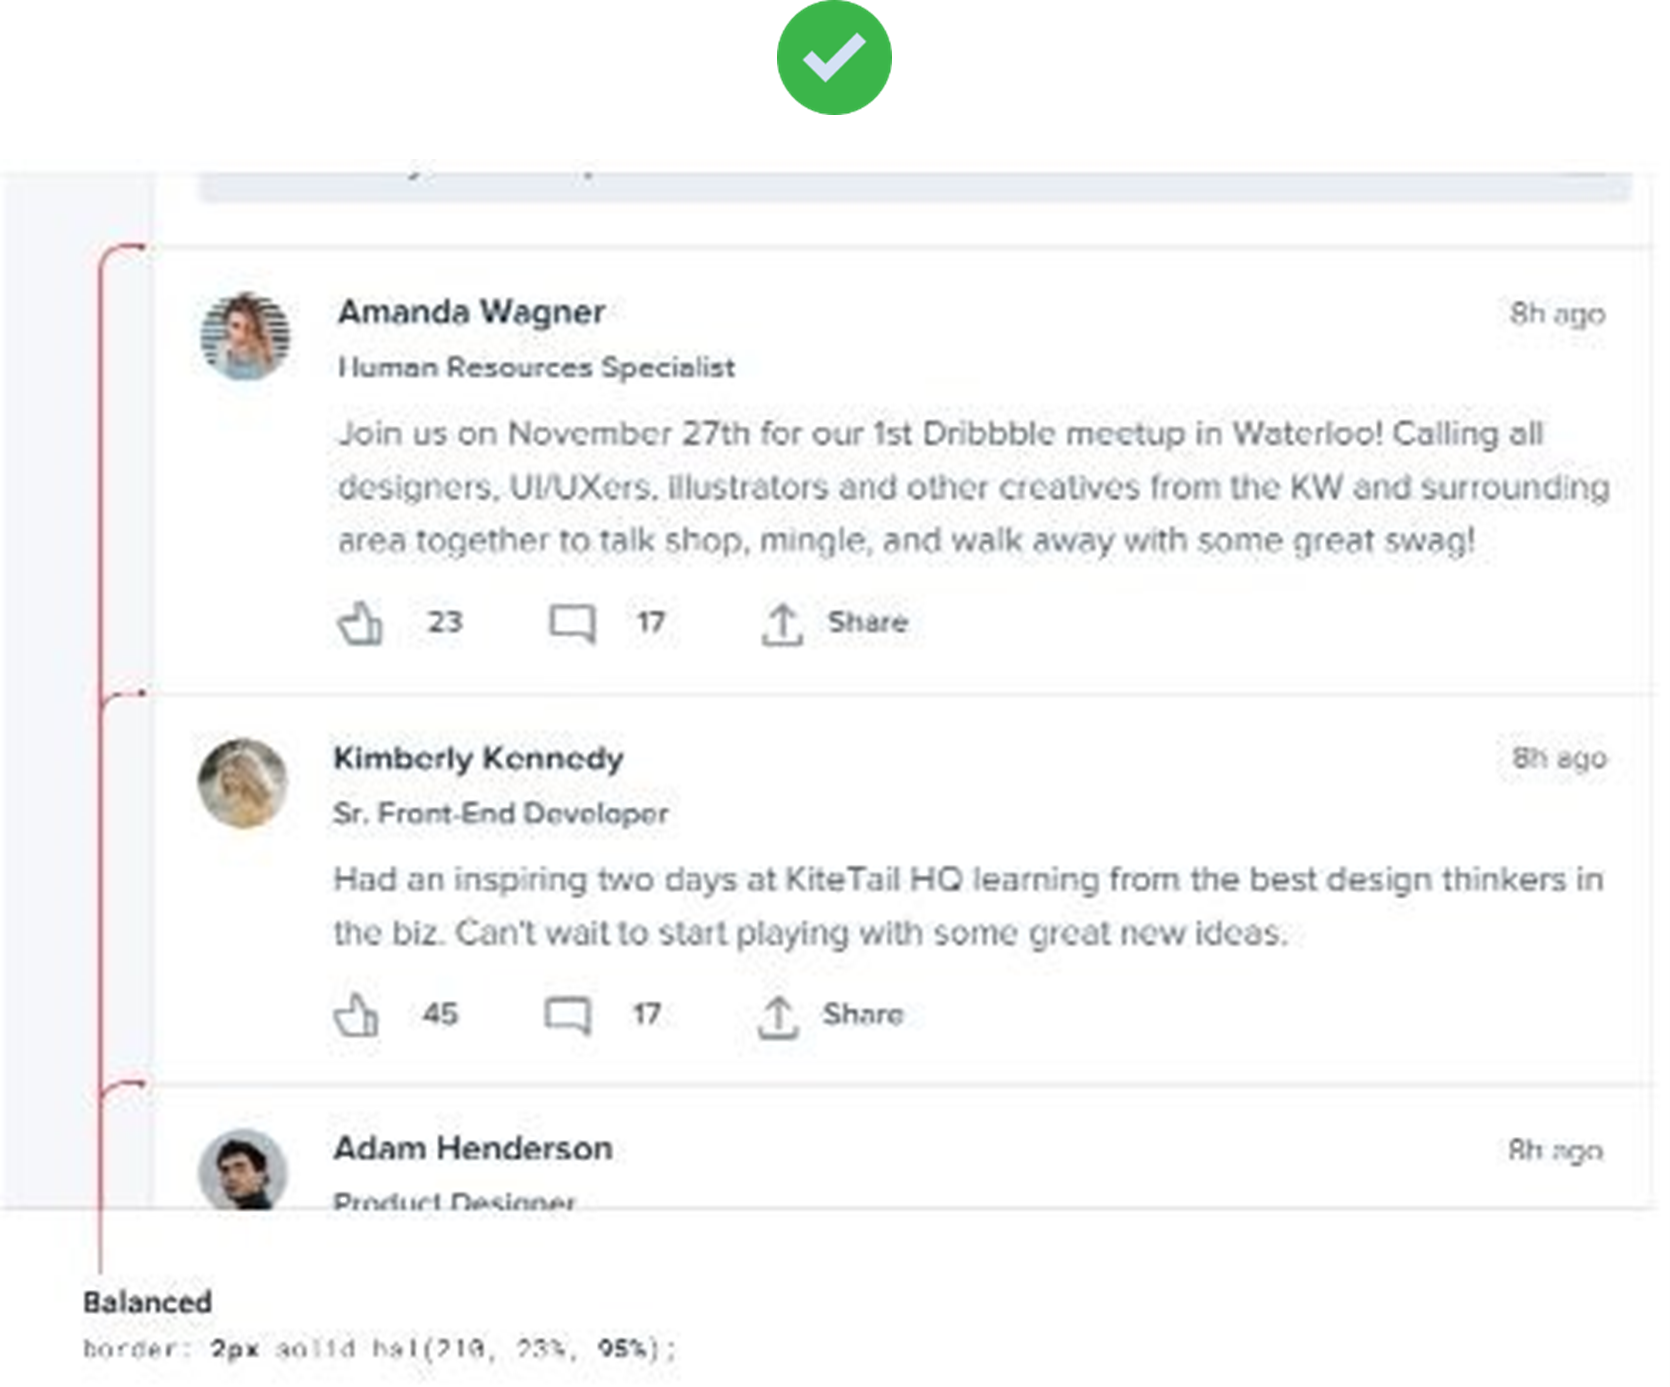 Amanda Wagner
8h ago
Human Resources Specialist
Join us on November 27th for our 1st Dribbble meetup in Waterloo! Calling all
designers, UI/UXers, illustrators and other creatives from the KW and surrounding
area together to talk shop, mingle, and walk away with some great swag!
23 17 Share
Kimberly Kennedy
8h ago
Sr. Front-End Developer
Had an inspiring two days at KiteTail HQ learning from the best design thinkers in
the biz. Can't wait to start playing with some great new ideas.
45 17 Share
Adam Henderson
8h ago
Product Designer
Balanced
border: 2px solid hsl(210, 23%, 95%);